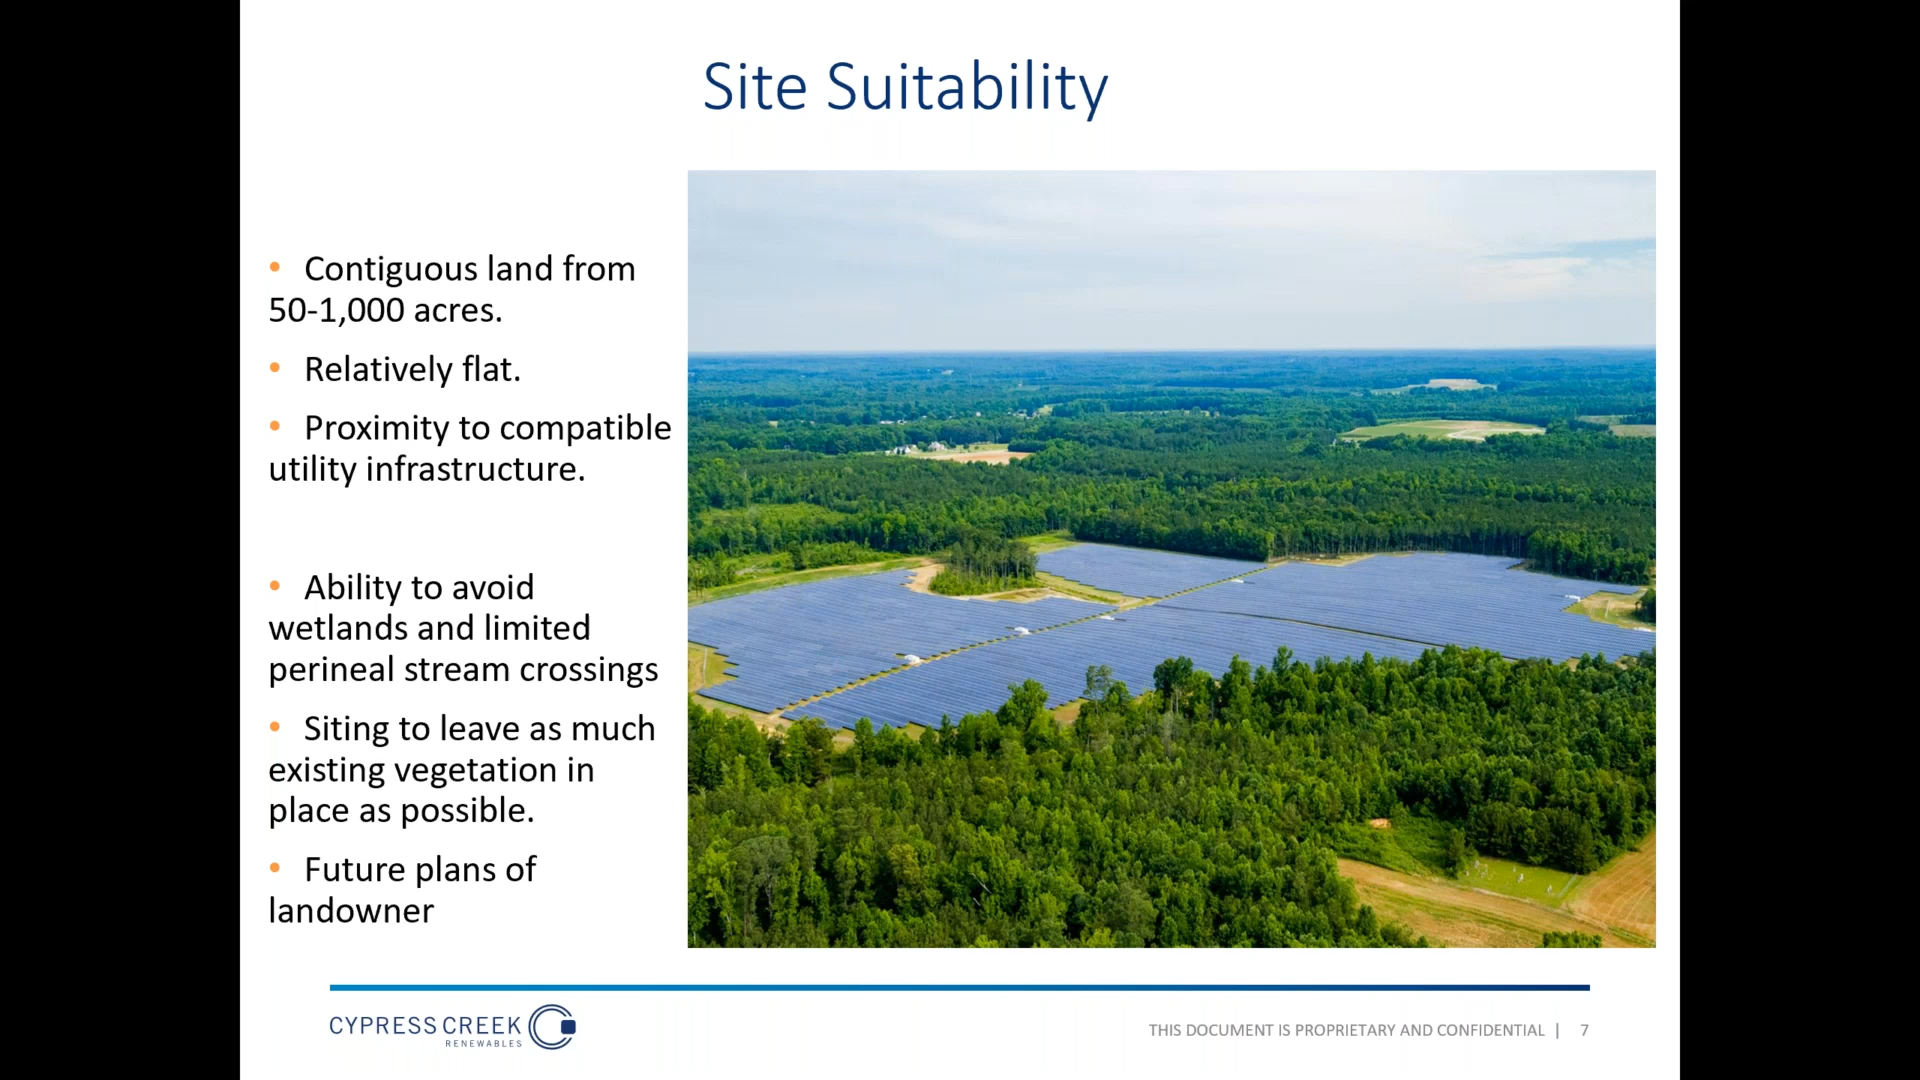 Site Suitability
• Contiguous land from
50-1,000 acres.
• Relatively flat.
• Proximity to compatible
utility infrastructure.
• Ability to avoid
wetlands and limited
perineal stream crossings
• Siting to leave as much
existing vegetation in
place as possible.
• Future plans of
landowner
CYPRESS CREEK
RENEWABLES
THIS DOCUMENT IS PROPRIETARY AND CONFIDENTIAL | 7